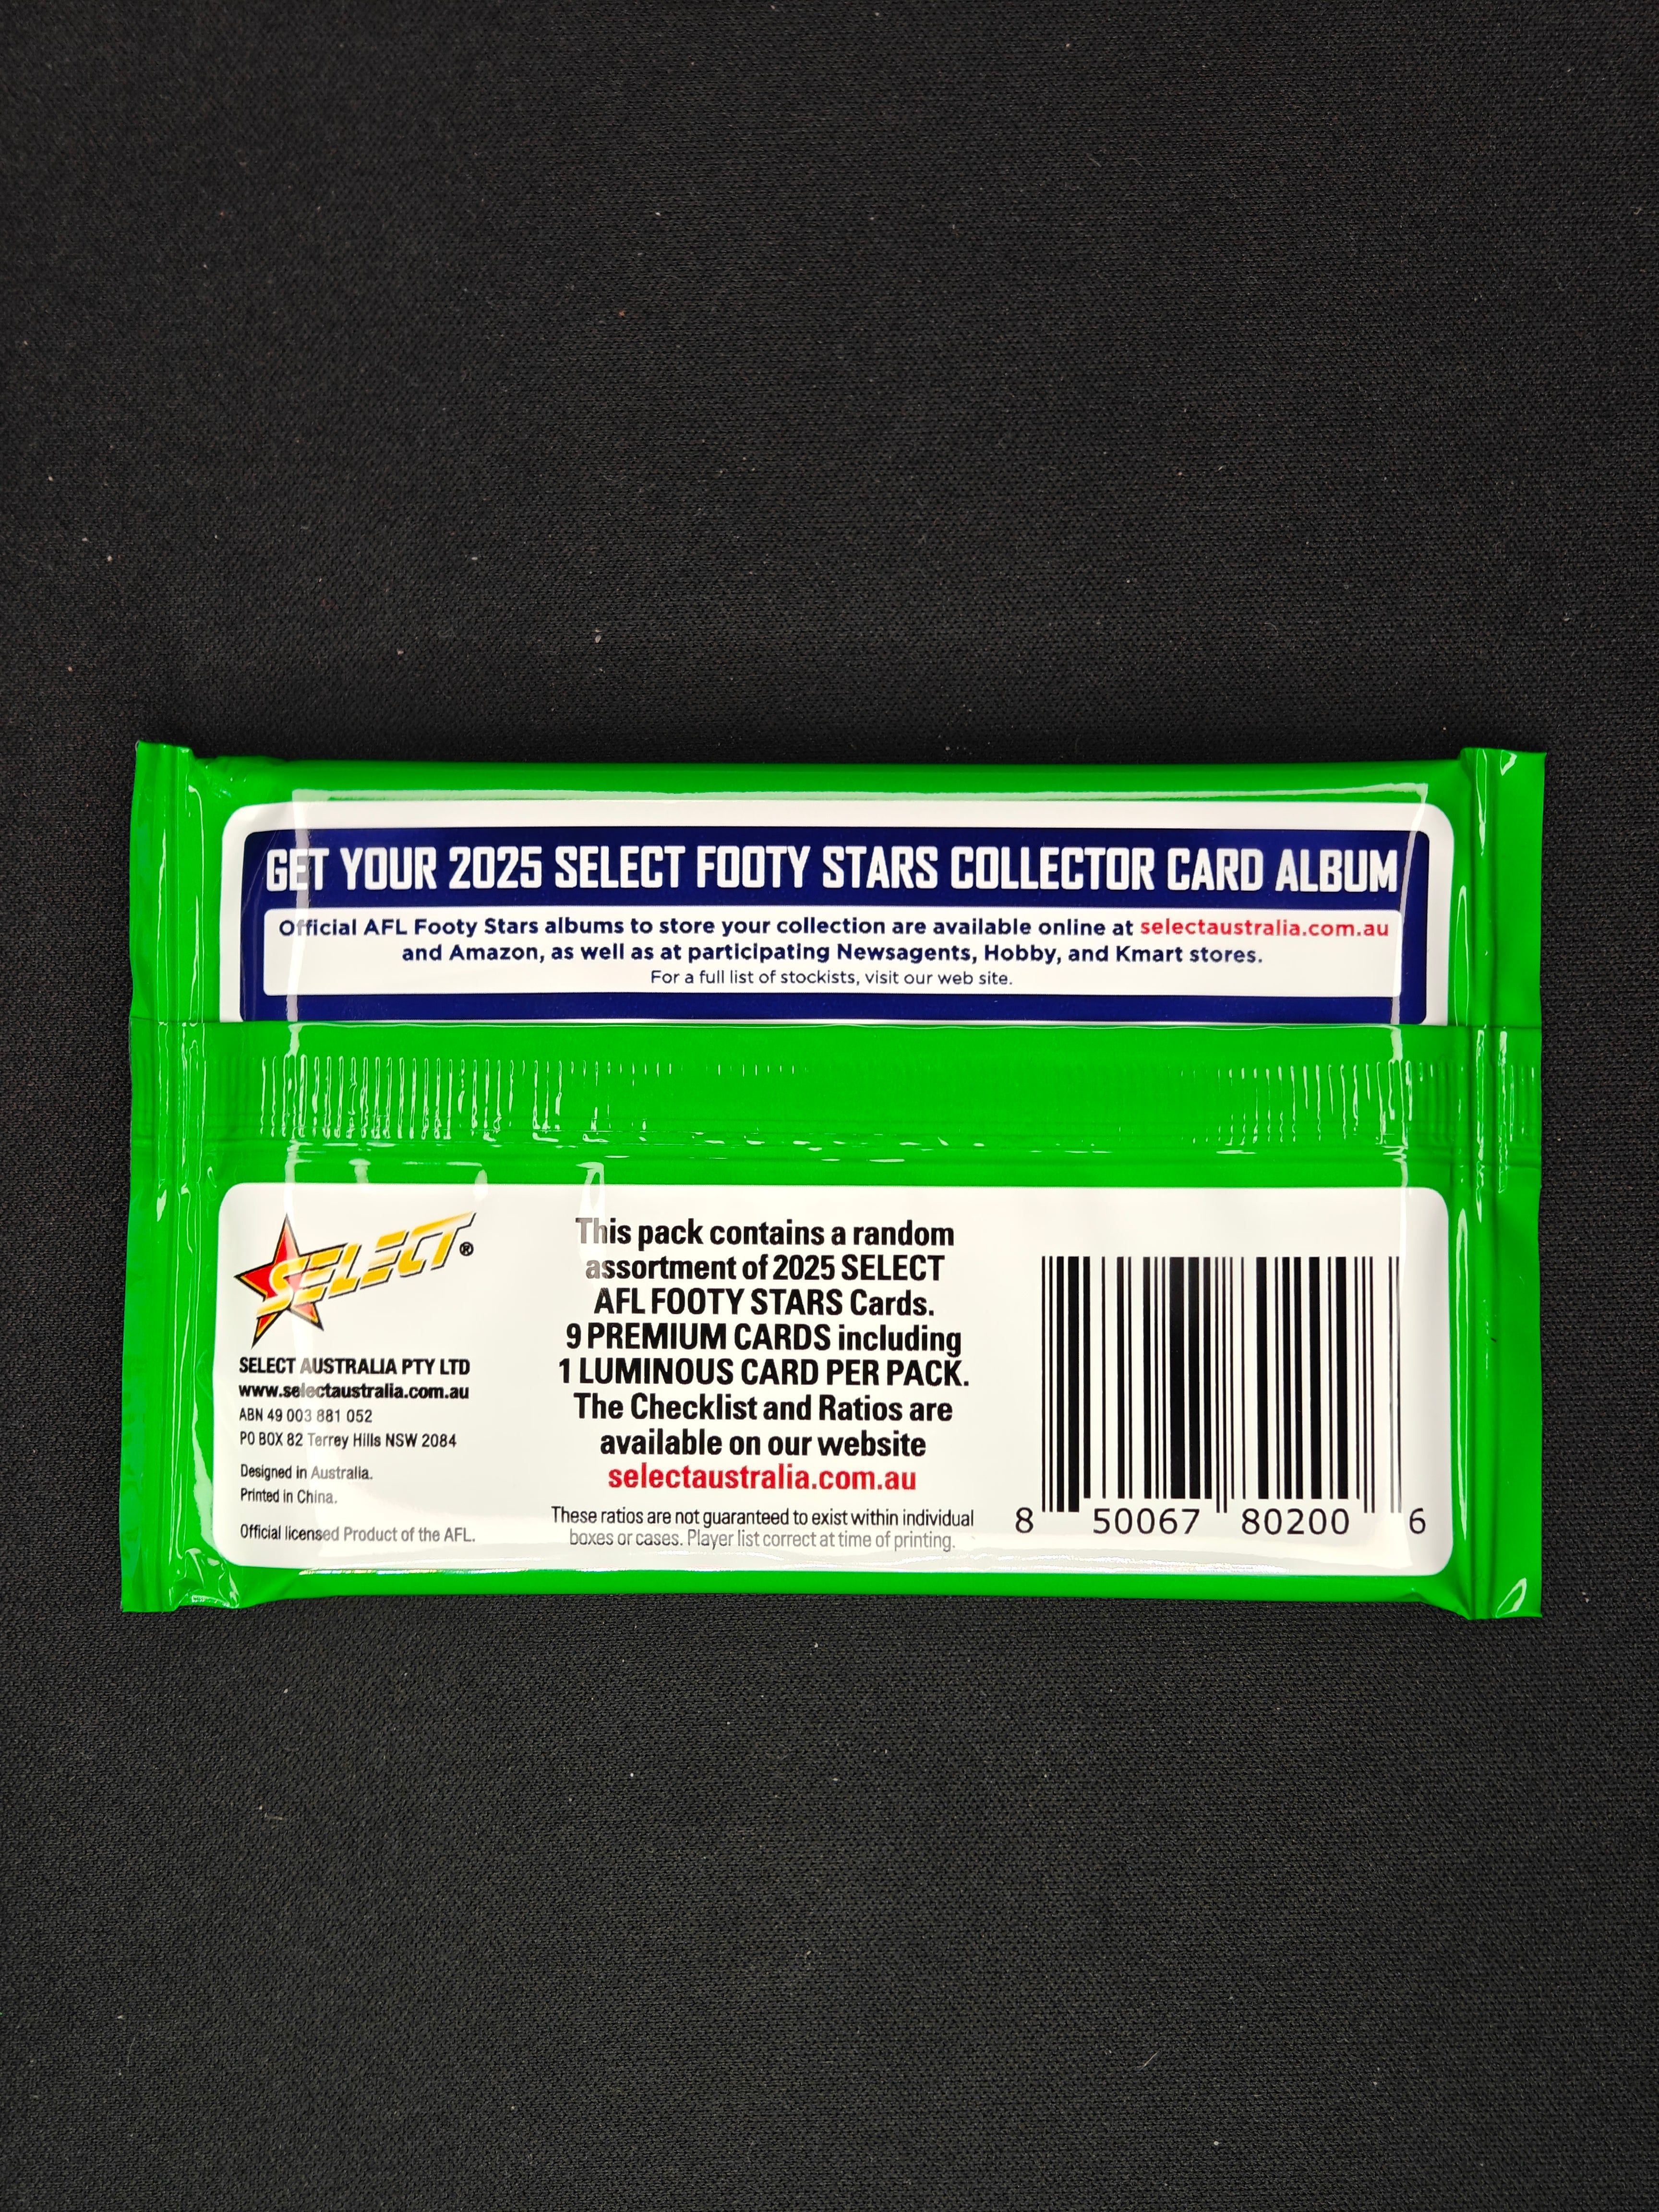 GET YOUR 2025 SELECT FOOTY STARS COLLECTOR CARD ALBUM
Official AFL Footy Stars albums to store your collection are available online at selectaustralia.com.au
and Amazon, as well as at participating Newsagents, Hobby, and Kmart stores.
For a full list of stockists, visit our web site.
SELECT®
SELECT AUSTRALIA PTY LTD
www.selectaustralia.com.au
ABN 49 003 881 052
PO BOX 82 Terrey Hills NSW 2084
Designed in Australia.
Printed in China.
Official licensed Product of the AFL.
This pack contains a random
assortment of 2025 SELECT
AFL FOOTY STARS Cards.
9 PREMIUM CARDS including
1 LUMINOUS CARD PER PACK.
The Checklist and Ratios are
available on our website
selectaustralia.com.au
These ratios are not guaranteed to exist within individual
boxes or cases. Player list correct at time of printing.
8 50067 80200 6